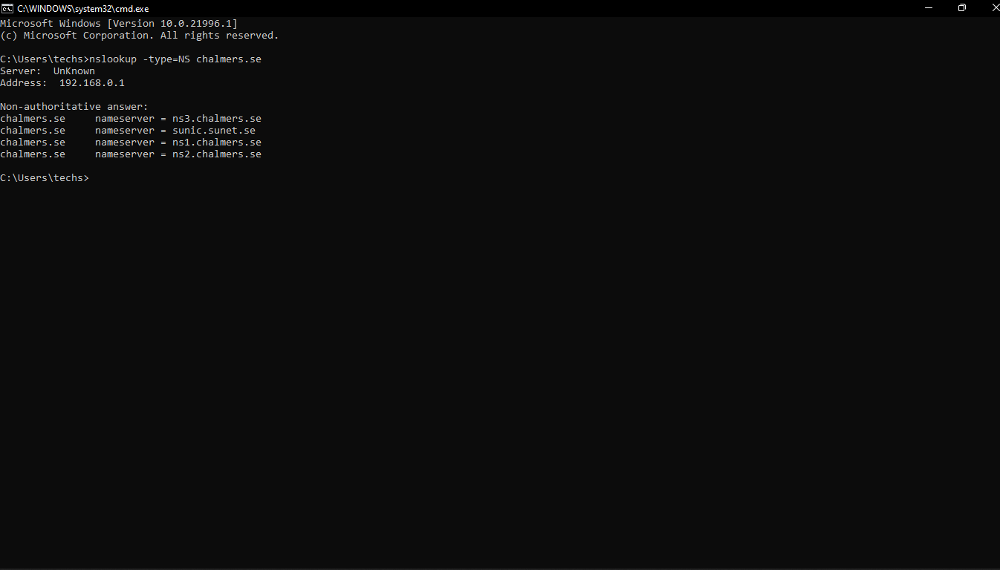 C:\WINDOWS\system32\cmd.exe
Microsoft Windows [Version 10.0.21996.1]
(c) Microsoft Corporation. All rights reserved.
C:\Users\techs>nslookup -type=NS chalmers.se
Server:  UnKnown
Address:  192.168.0.1
Non-authoritative answer:
chalmers.se     nameserver = ns3.chalmers.se
chalmers.se     nameserver = sunic.sunet.se
chalmers.se     nameserver = ns1.chalmers.se
chalmers.se     nameserver = ns2.chalmers.se
C:\Users\techs>